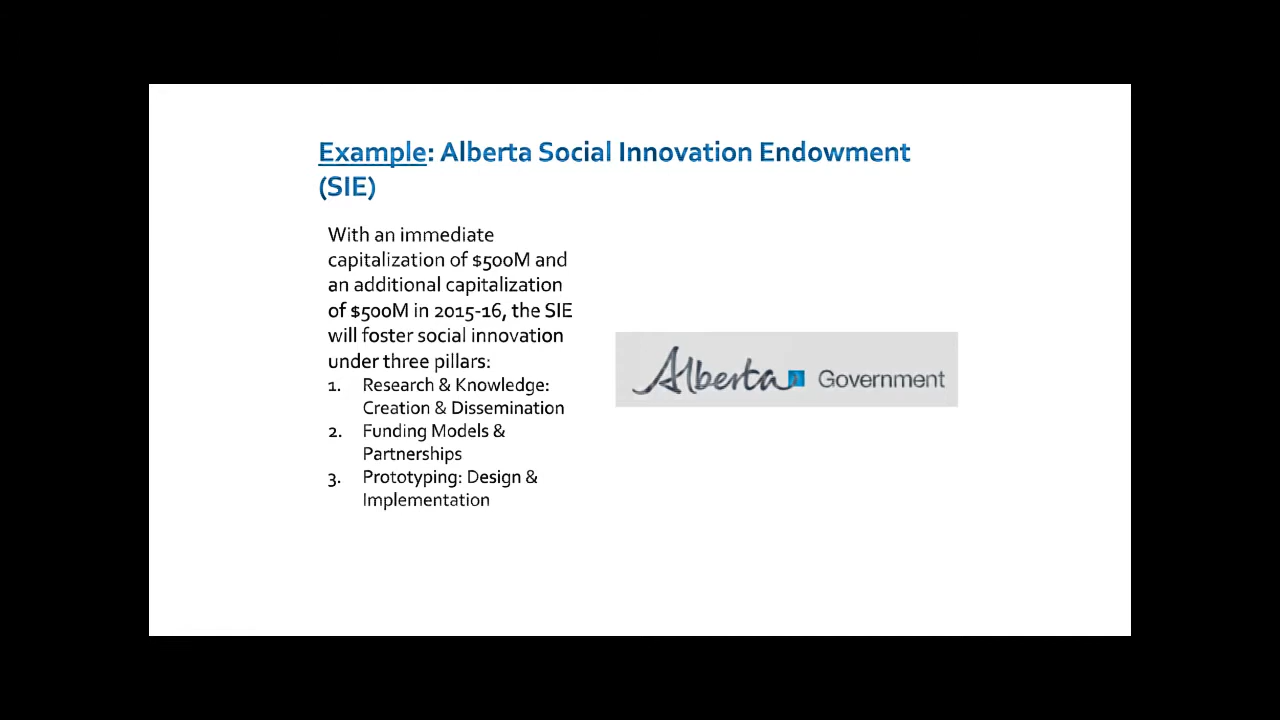 Example: Alberta Social Innovation Endowment
(SIE)
With an immediate
capitalization of $500M and
an additional capitalization
of $500M in 2015-16, the SIE
will foster social innovation
under three pillars:
1. Research & Knowledge:
Creation & Dissemination
2. Funding Models &
Partnerships
3. Prototyping: Design &
Implementation
Alberta Government